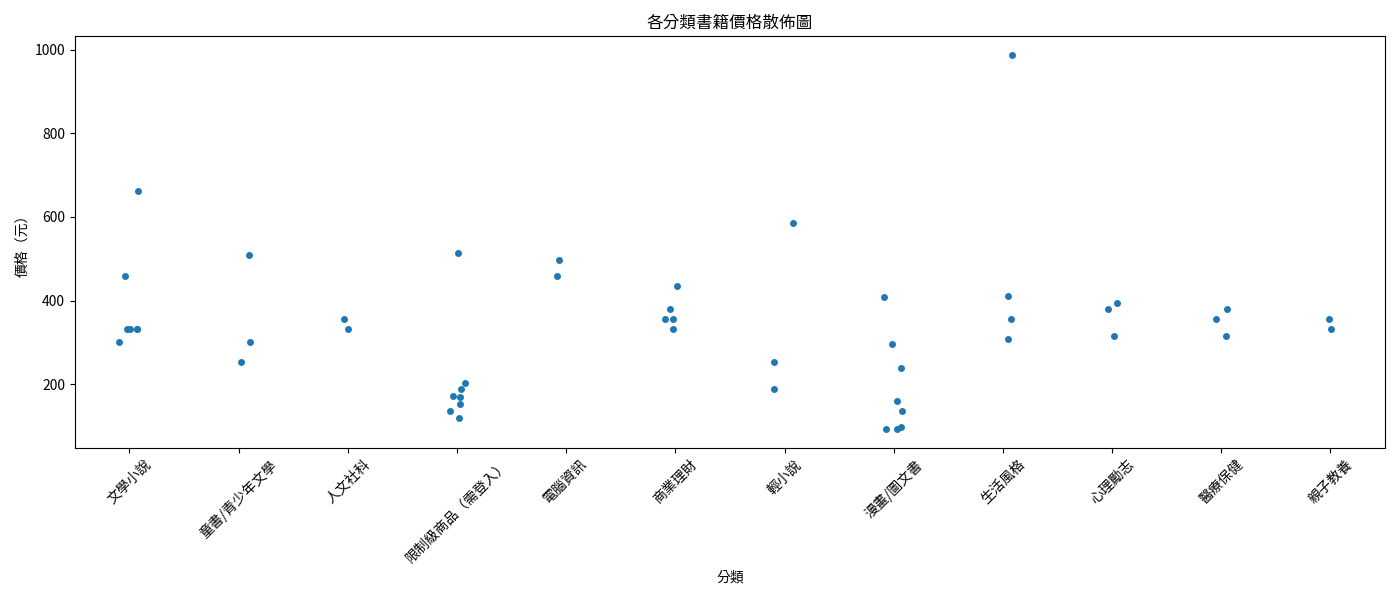 各分類書籍價格散佈圖
價格（元）
1000
800
600
400
200
文學小說
童書/青少年文學
人文社科
限制級商品（需登入）
電腦資訊
商業理財
輕小說
漫畫/圖文書
生活風格
心理勵志
醫療保健
親子教養
分類